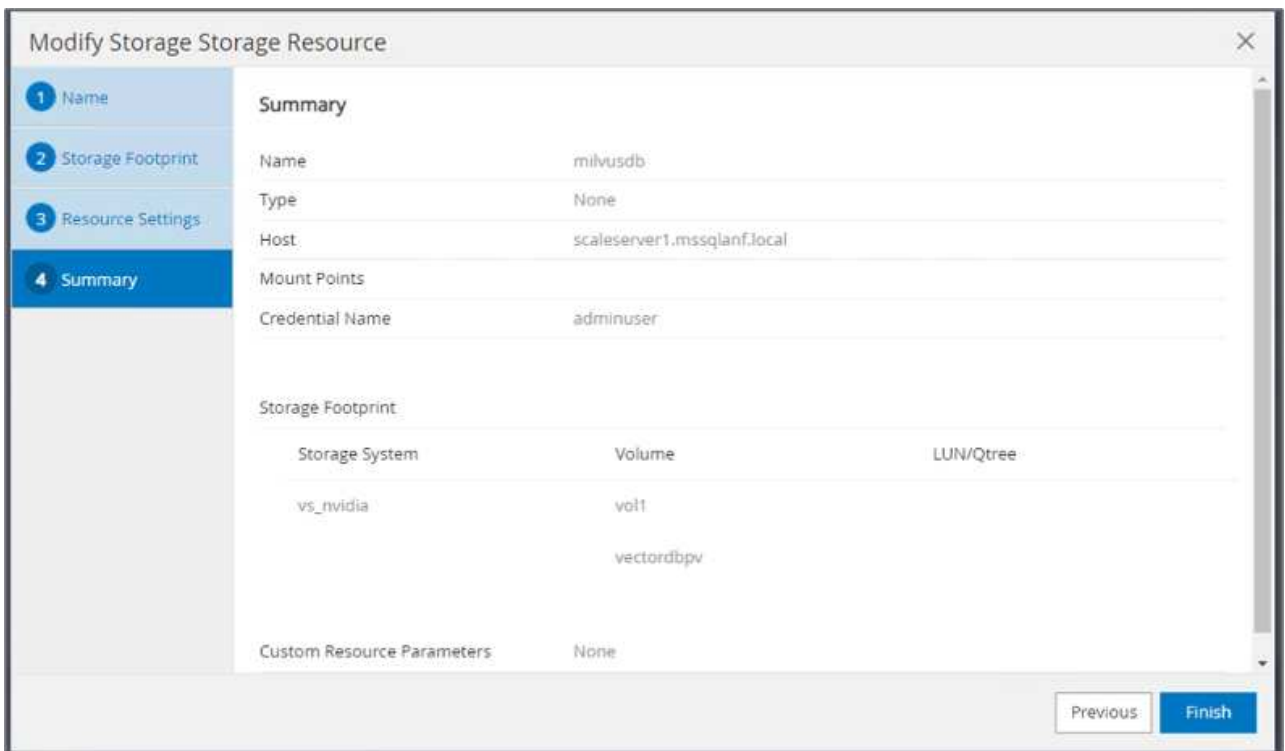 Modify Storage Storage Resource
1 Name
2 Storage Footprint
3 Resource Settings
4 Summary
Summary
Name milvusdb
Type None
Host scaleserver1.mssqlanf.local
Mount Points
Credential Name adminuser
Storage Footprint
Storage System Volume LUN/Qtree
vs_nvidia vol1
vectordbpv
Custom Resource Parameters None
Previous Finish